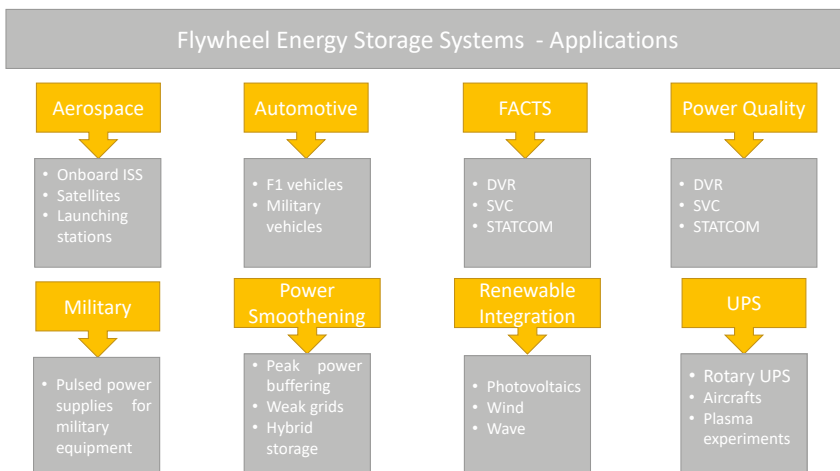 Flywheel Energy Storage Systems - Applications
Aerospace
• Onboard ISS
• Satellites
• Launching
stations
Automotive
• F1 vehicles
• Military
vehicles
FACTS
• DVR
• SVC
• STATCOM
Power Quality
• DVR
• SVC
• STATCOM
Military
• Pulsed power
supplies for
military
equipment
Power
Smoothening
• Peak power
buffering
• Weak grids
• Hybrid
storage
Renewable
Integration
• Photovoltaics
• Wind
• Wave
UPS
• Rotary UPS
• Aircrafts
• Plasma
experiments